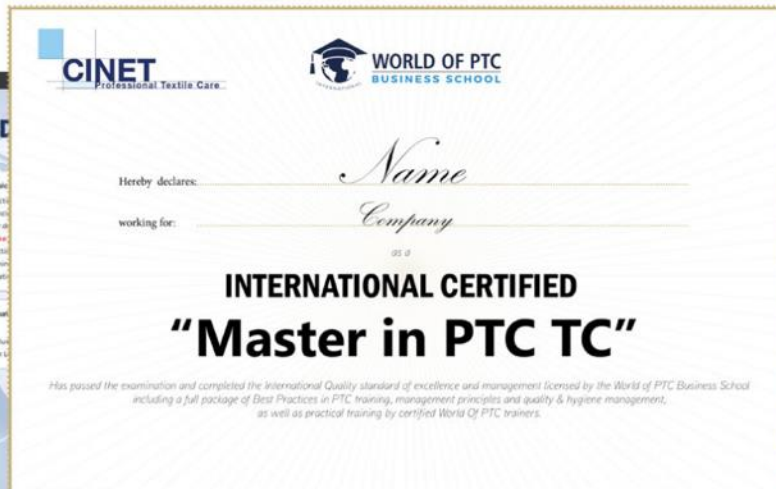 CINET
Professional Textile Care
WORLD OF PTC
BUSINESS SCHOOL
INTERNATIONAL
Hereby declares: Name
working for: Company
as a
INTERNATIONAL CERTIFIED
“Master in PTC TC”
Has passed the examination and completed the International Quality standard of excellence and management licensed by the World of PTC Business School
including a full package of Best Practices in PTC training, management principles and quality & hygiene management,
as well as practical training by certified World Of PTC trainers.